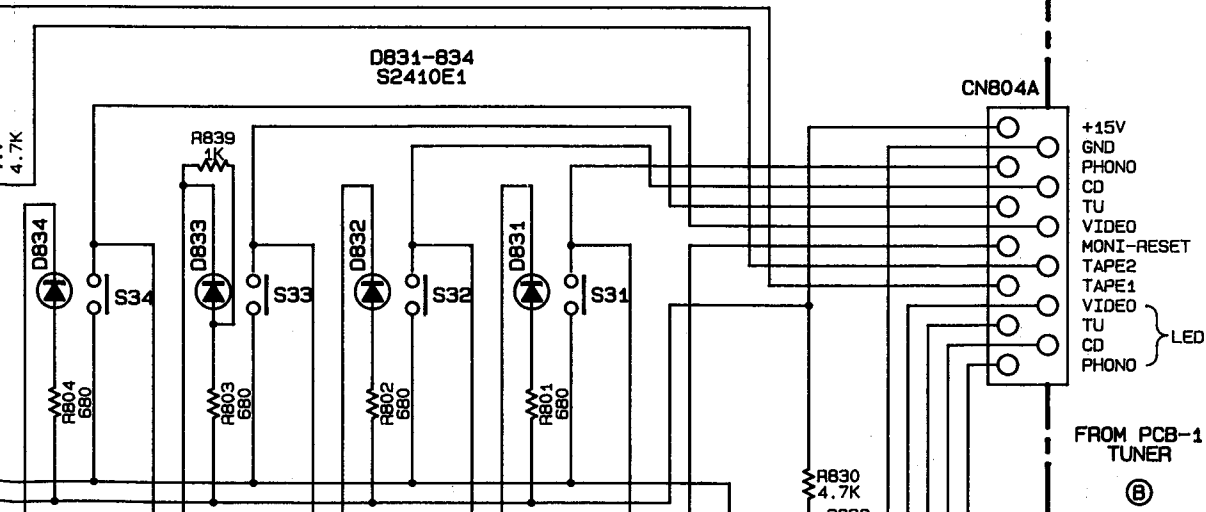 D831-834
S2410E1
CN804A
+15V
GND
PHONO
CD
TU
VIDEO
MONI-RESET
TAPE2
TAPE1
VIDEO
TU
CD
PHONO
LED
4.7K
R839
1K
D834
D833
D832
D831
S34
S33
S32
S31
R804
680
R803
680
R802
680
R801
680
R830
4.7K
FROM PCB-1
TUNER
B